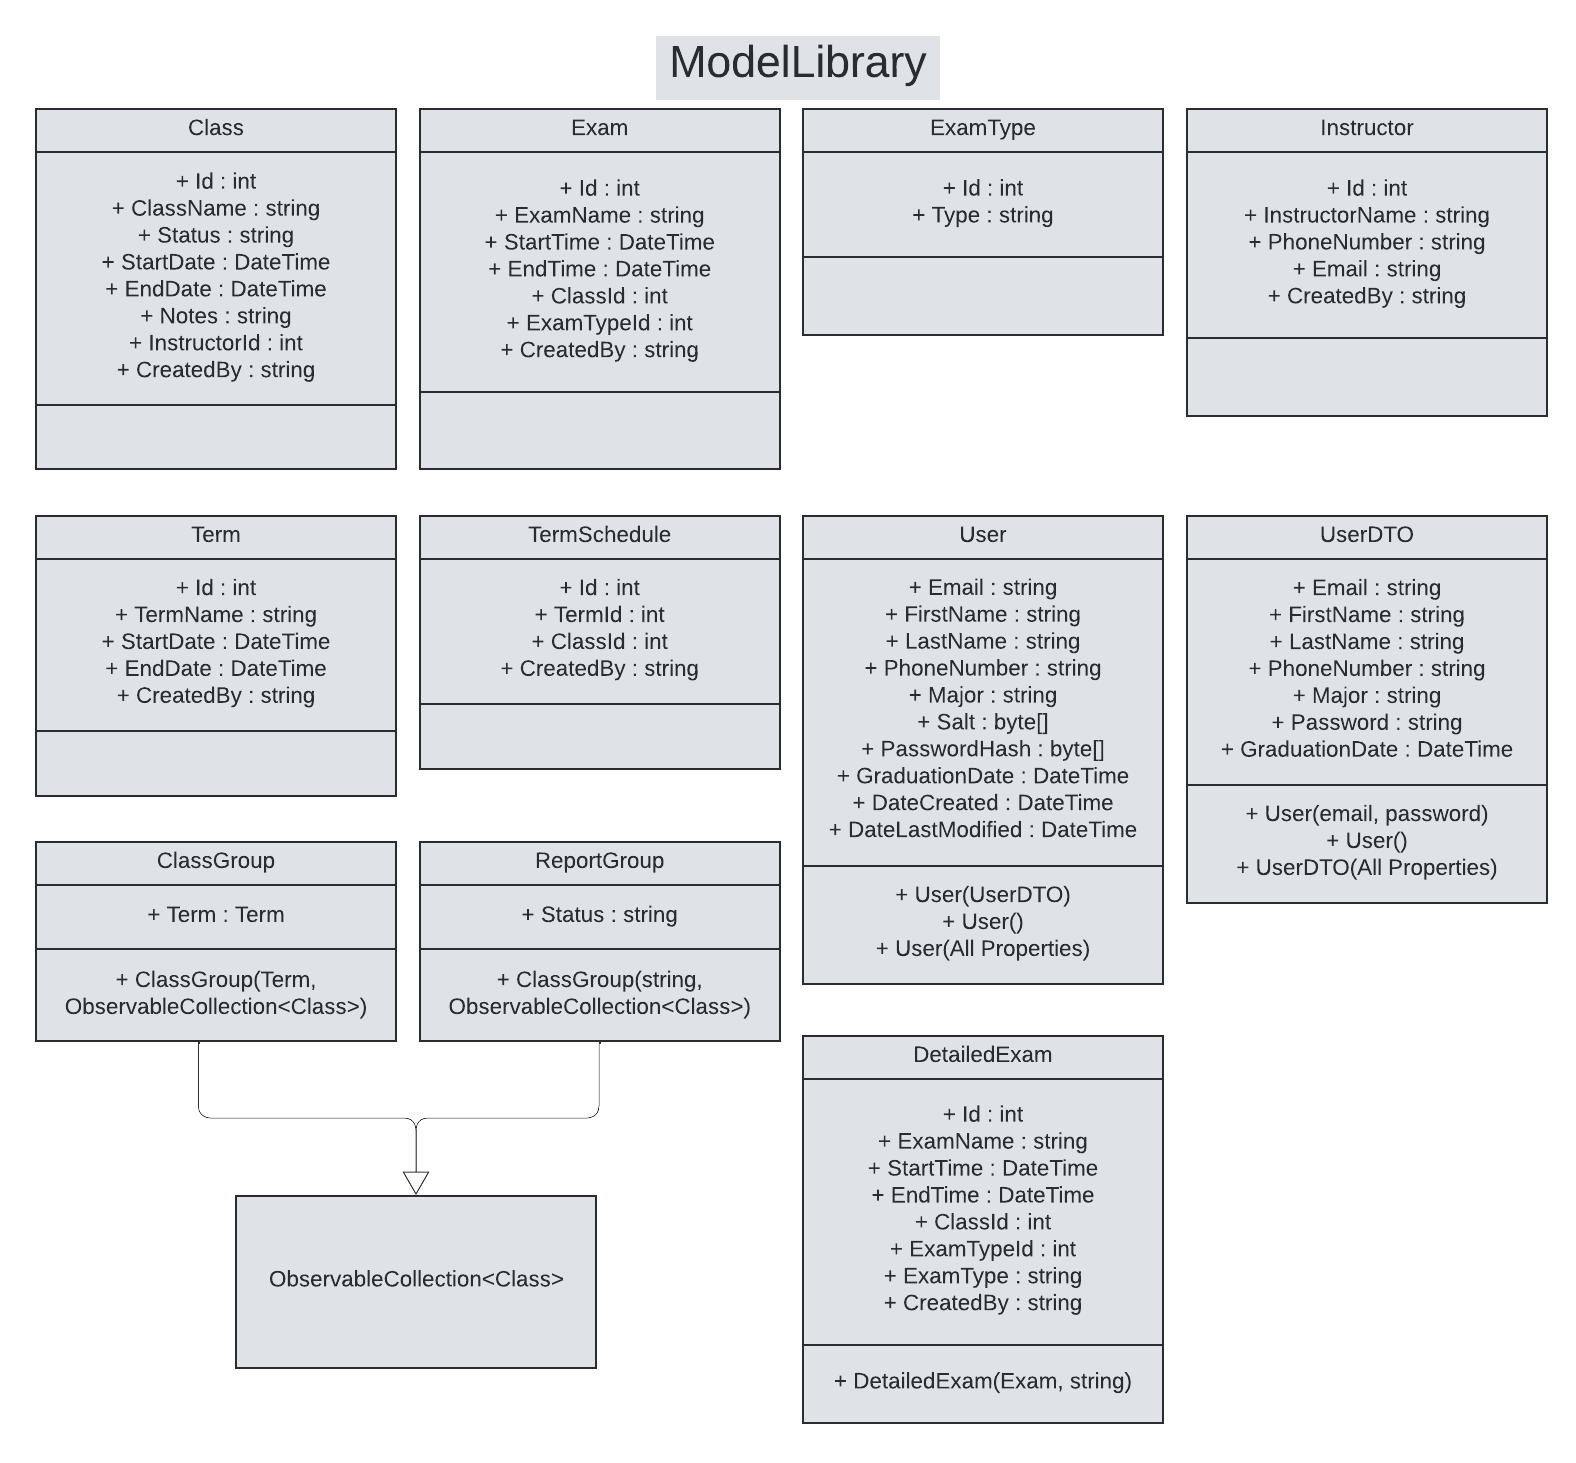 ModelLibrary
Class
+ Id : int
+ ClassName : string
+ Status : string
+ StartDate : DateTime
+ EndDate : DateTime
+ Notes : string
+ InstructorId : int
+ CreatedBy : string
Exam
+ Id : int
+ ExamName : string
+ StartTime : DateTime
+ EndTime : DateTime
+ ClassId : int
+ ExamTypeId : int
+ CreatedBy : string
ExamType
+ Id : int
+ Type : string
Instructor
+ Id : int
+ InstructorName : string
+ PhoneNumber : string
+ Email : string
+ CreatedBy : string
Term
+ Id : int
+ TermName : string
+ StartDate : DateTime
+ EndDate : DateTime
+ CreatedBy : string
TermSchedule
+ Id : int
+ TermId : int
+ ClassId : int
+ CreatedBy : string
User
+ Email : string
+ FirstName : string
+ LastName : string
+ PhoneNumber : string
+ Major : string
+ Salt : byte[]
+ PasswordHash : byte[]
+ GraduationDate : DateTime
+ DateCreated : DateTime
+ DateLastModified : DateTime
+ User(UserDTO)
+ User()
+ User(All Properties)
UserDTO
+ Email : string
+ FirstName : string
+ LastName : string
+ PhoneNumber : string
+ Major : string
+ Password : string
+ GraduationDate : DateTime
+ User(email, password)
+ User()
+ UserDTO(All Properties)
ClassGroup
+ Term : Term
+ ClassGroup(Term,
ObservableCollection<Class>)
ReportGroup
+ Status : string
+ ClassGroup(string,
ObservableCollection<Class>)
DetailedExam
+ Id : int
+ ExamName : string
+ StartTime : DateTime
+ EndTime : DateTime
+ ClassId : int
+ ExamTypeId : int
+ ExamType : string
+ CreatedBy : string
+ DetailedExam(Exam, string)
ObservableCollection<Class>